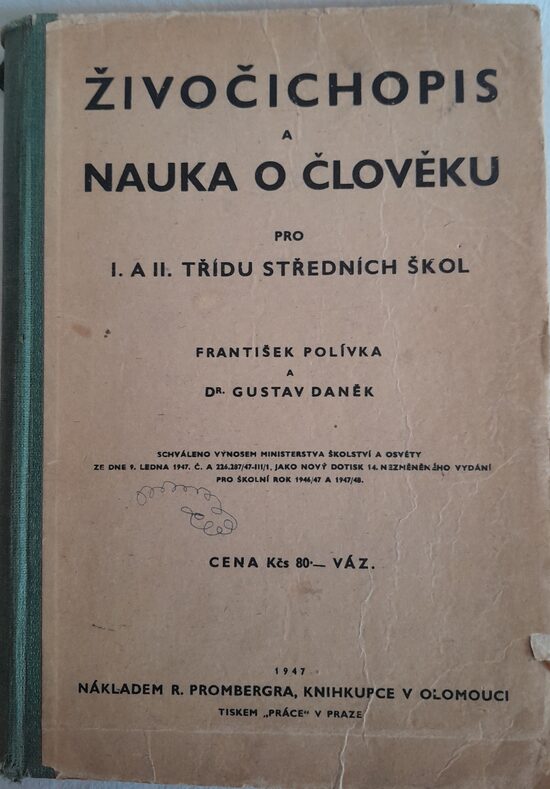 ŽIVOČICHOPIS
A
NAUKA O ČLOVĚKU
PRO
I. A II. TŘÍDU STŘEDNÍCH ŠKOL
FRANTIŠEK POLÍVKA
A
DR. GUSTAV DANĚK
SCHVÁLENO VÝNOSEM MINISTERSTVA ŠKOLSTVÍ A OSVĚTY
ZE DNE 9. LEDNA 1947. Č. A 226.287/47-III/1, JAKO NOVÝ DOTISK 14. NEZMĚNĚNÉHO VYDÁNÍ
PRO ŠKOLNÍ ROK 1946/47 A 1947/48.
CENA Kčs 80·— VÁZ.
1947
NÁKLADEM R. PROMBERGRA, KNIHKUPCE V OLOMOUCI
TISKEM „PRÁCE" V PRAZE